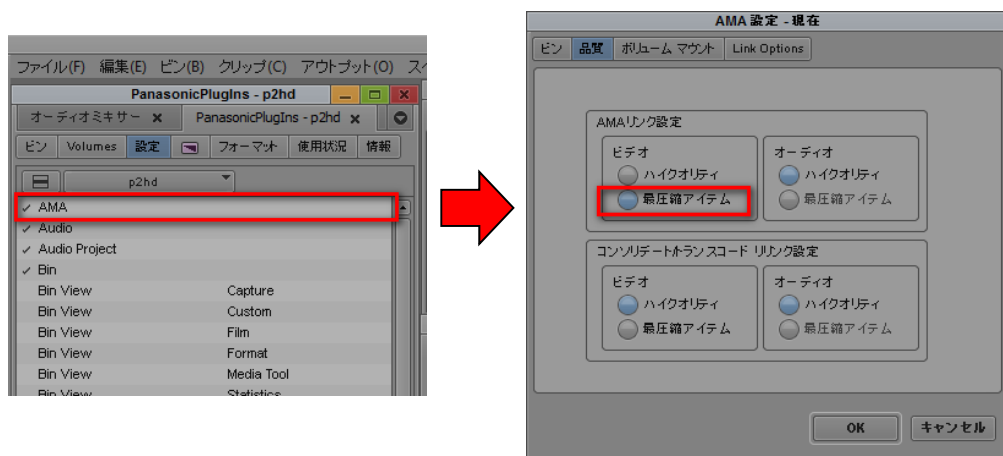 ファイル(F) 編集(E) ビン(B) クリップ(C) アウトプット(O)
PanasonicPlugIns - p2hd
オーディオミキサー PanasonicPlugIns - p2hd
ビン Volumes 設定 フォーマット 使用状況 情報
p2hd
AMA
Audio
Audio Project
Bin
Bin View Capture
Bin View Custom
Bin View Film
Bin View Format
Bin View Media Tool
Bin View Statistics
AMA 設定 - 現在
ビン 品質 ボリューム マウント Link Options
AMAリンク設定
ビデオ オーディオ
ハイクオリティ ハイクオリティ
最圧縮アイテム 最圧縮アイテム
コンソリデート/トランスコード リリンク設定
ビデオ オーディオ
ハイクオリティ ハイクオリティ
最圧縮アイテム 最圧縮アイテム
OK キャンセル